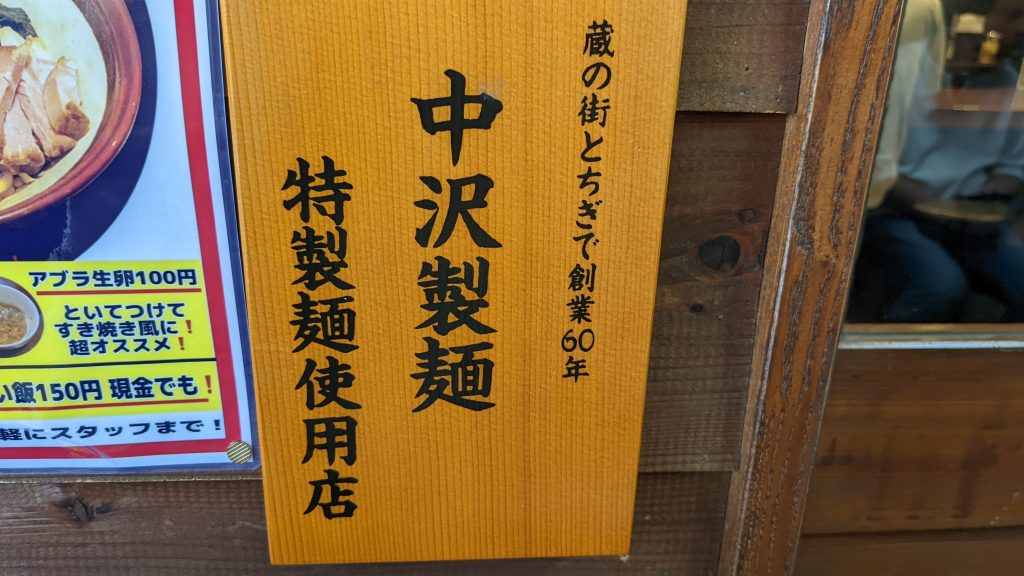 蔵の街とちぎで創業60年
中沢製麺
特製麺使用店
アブラ生卵100円
といてつけて
すき焼き風に！
超オススメ！
い飯150円 現金でも！
軽にスタッフまで！